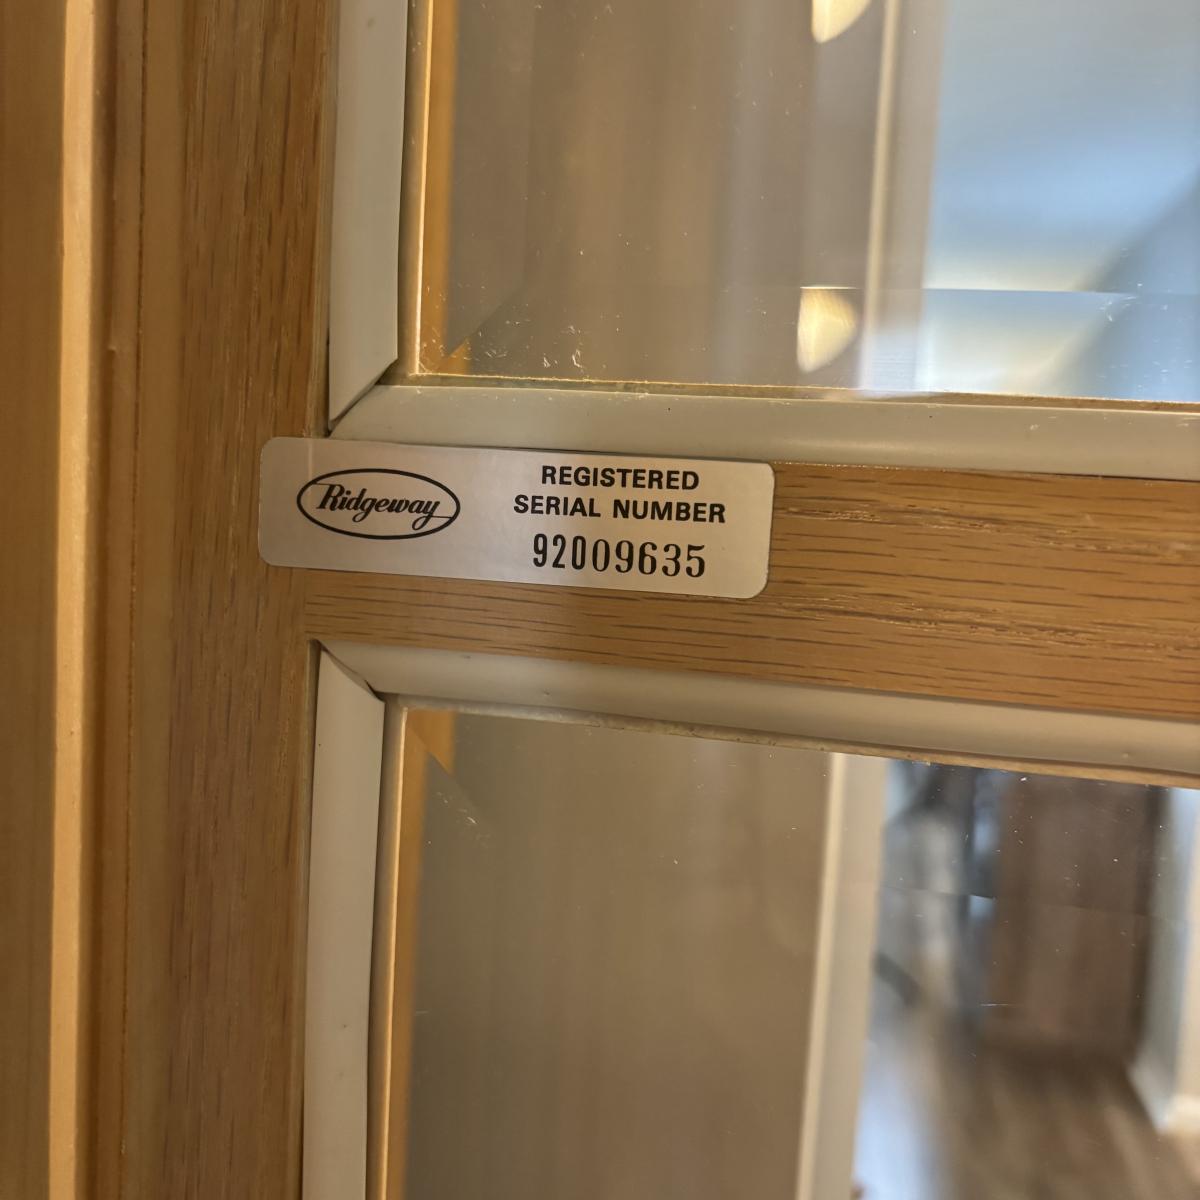 Ridgeway
REGISTERED
SERIAL NUMBER
92009635